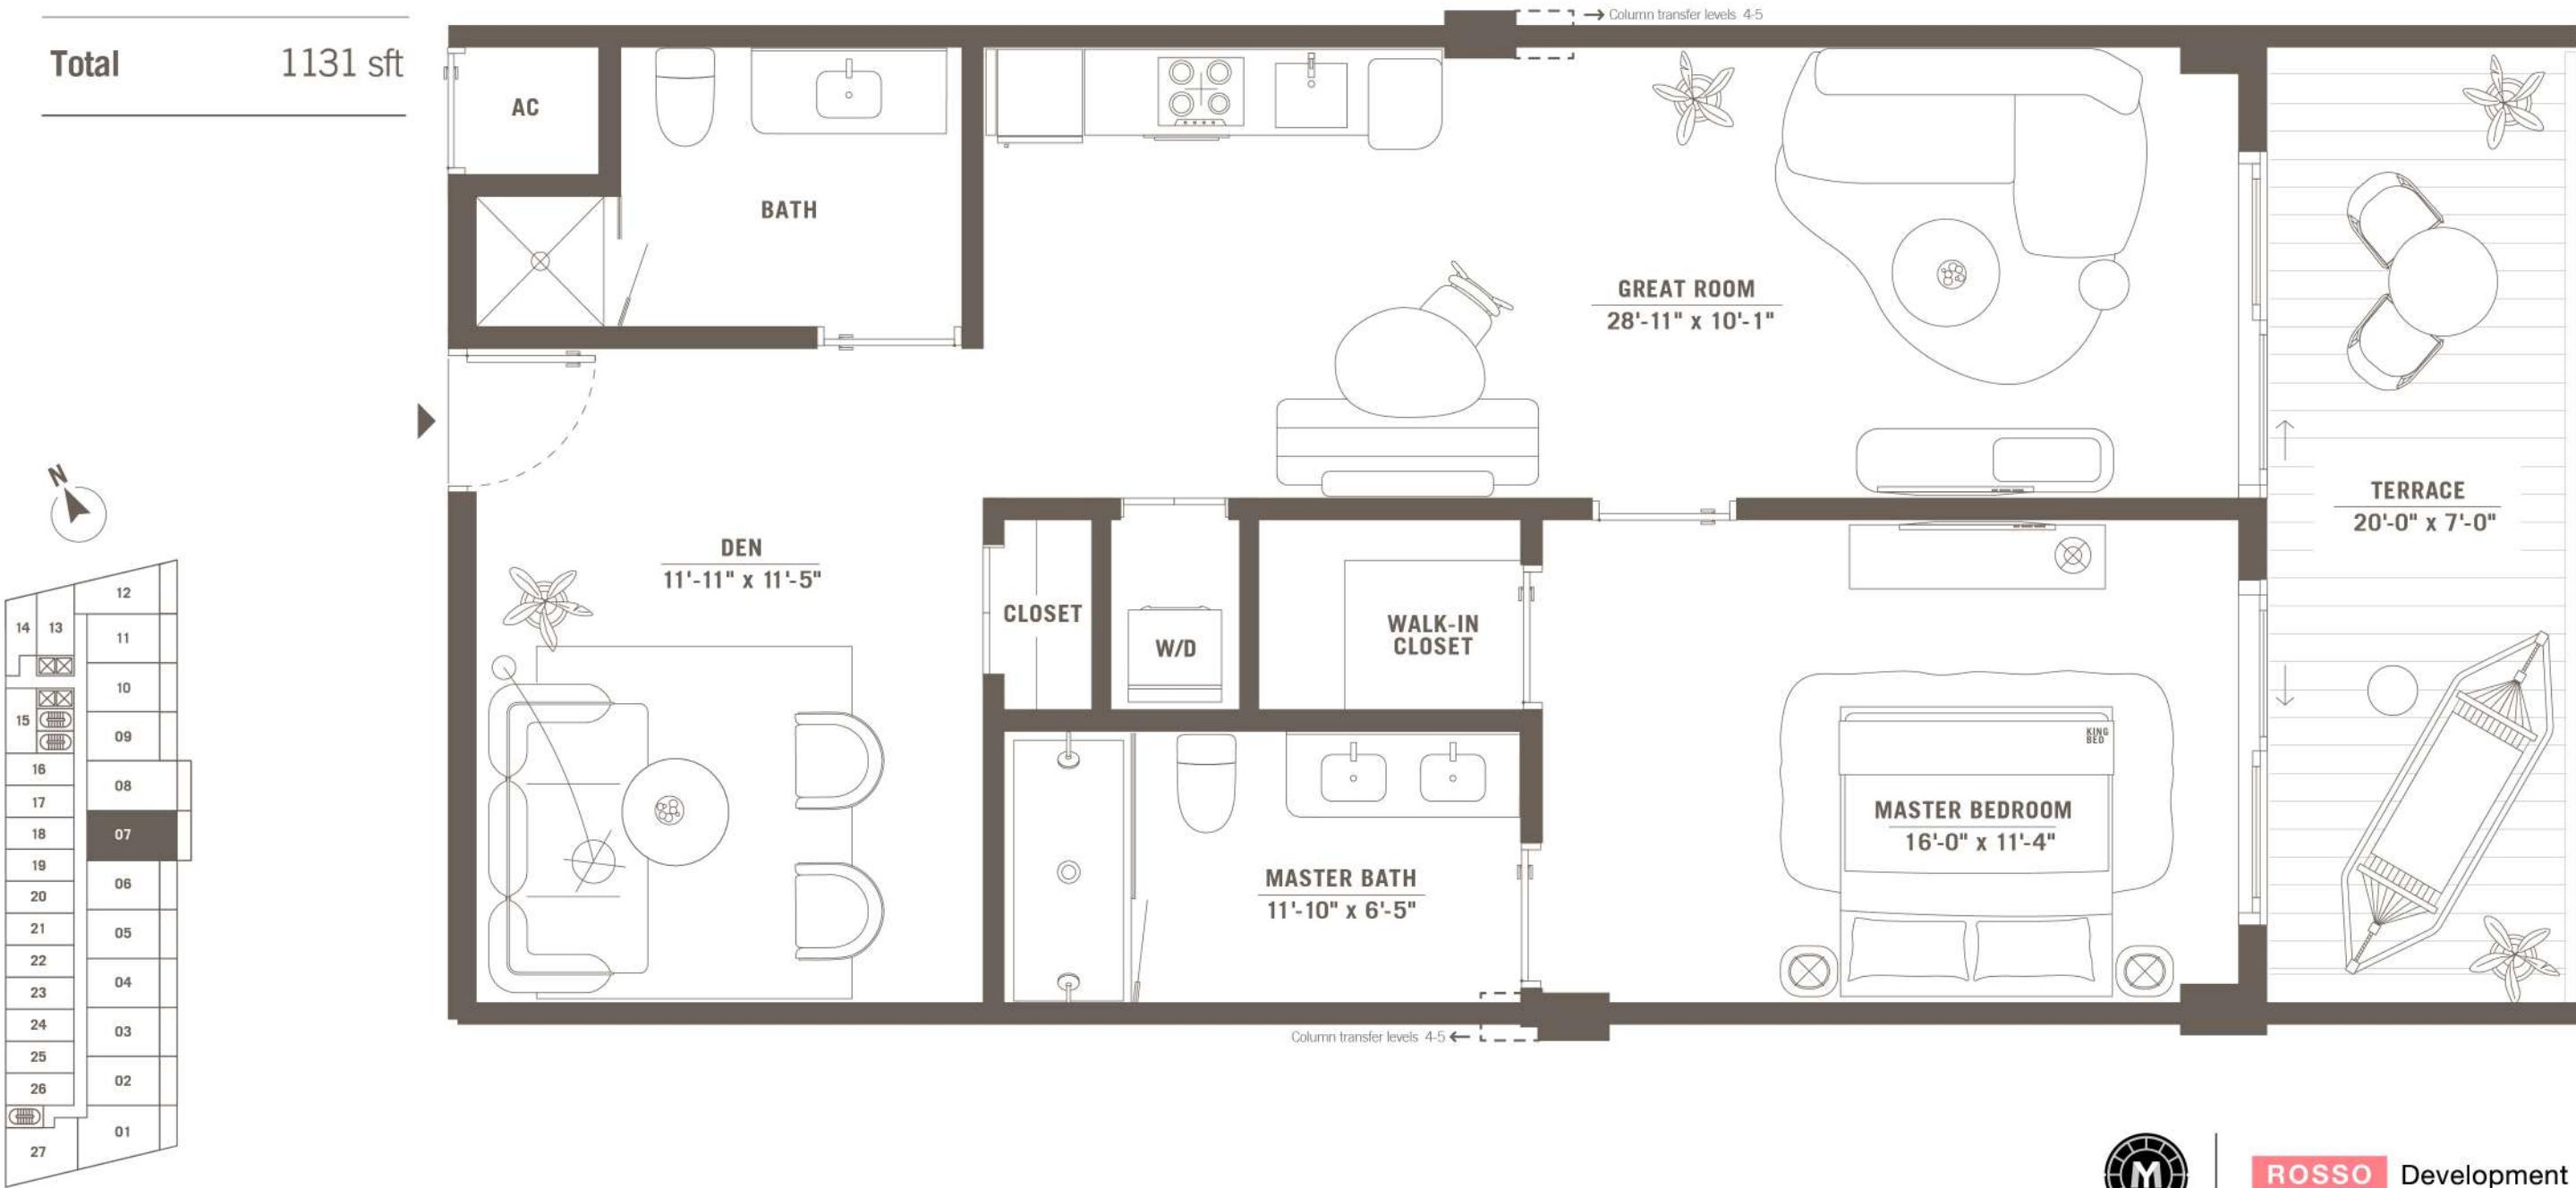 Total 1131 sft
→ Column transfer levels 4-5
AC
BATH
GREAT ROOM
28'-11" x 10'-1"
TERRACE
20'-0" x 7'-0"
DEN
11'-11" x 11'-5"
CLOSET
W/D
WALK-IN
CLOSET
KING
BED
MASTER BEDROOM
16'-0" x 11'-4"
MASTER BATH
11'-10" x 6'-5"
Column transfer levels 4-5 ←
N
12
14 13
11
10
15
09
16
08
17
18
07
19
06
20
21
05
22
04
23
24
03
25
02
26
01
27
M
ROSSO Development